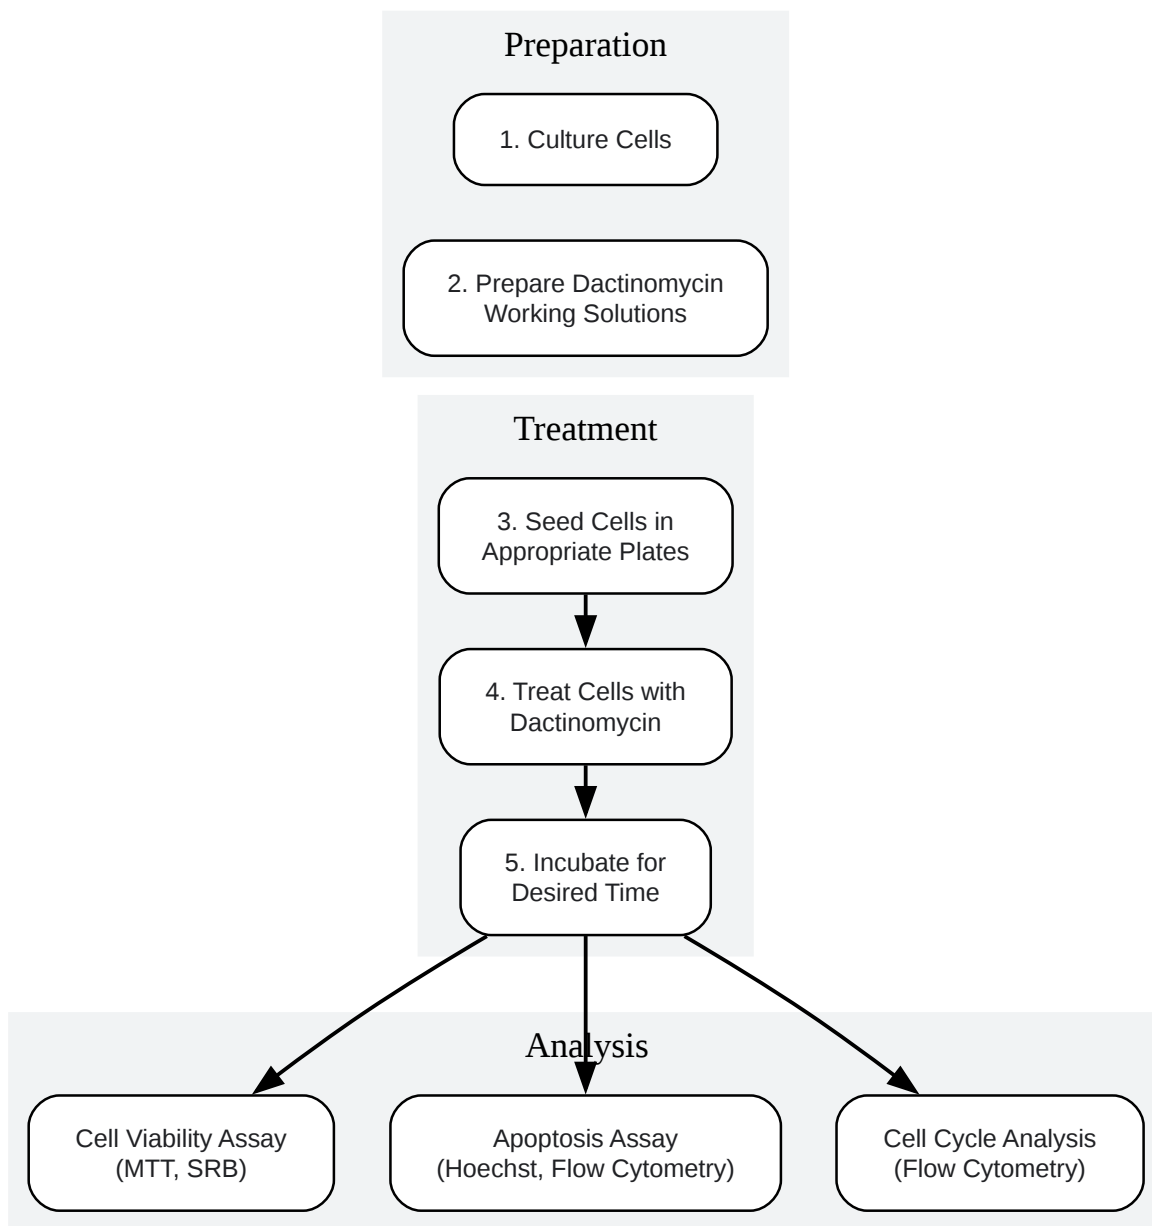 Preparation
1. Culture Cells
2. Prepare Dactinomycin
Working Solutions
Treatment
3. Seed Cells in
Appropriate Plates
4. Treat Cells with
Dactinomycin
5. Incubate for
Desired Time
Analysis
Cell Viability Assay
(MTT, SRB)
Apoptosis Assay
(Hoechst, Flow Cytometry)
Cell Cycle Analysis
(Flow Cytometry)